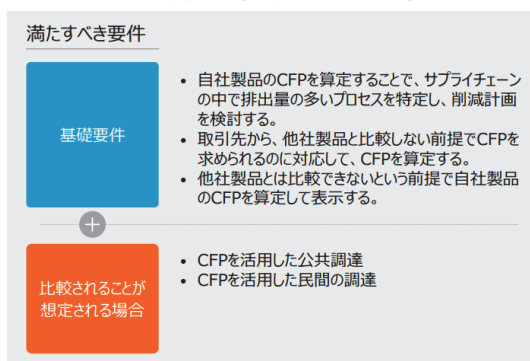 満たすべき要件
基礎要件
• 自社製品のCFPを算定することで、サプライチェーン
の中で排出量の多いプロセスを特定し、削減計画
を検討する。
• 取引先から、他社製品と比較しない前提でCFPを
求められるのに対応して、CFPを算定する。
• 他社製品とは比較できないという前提で自社製品
のCFPを算定して表示する。
+
比較されることが
想定される場合
• CFPを活用した公共調達
• CFPを活用した民間の調達